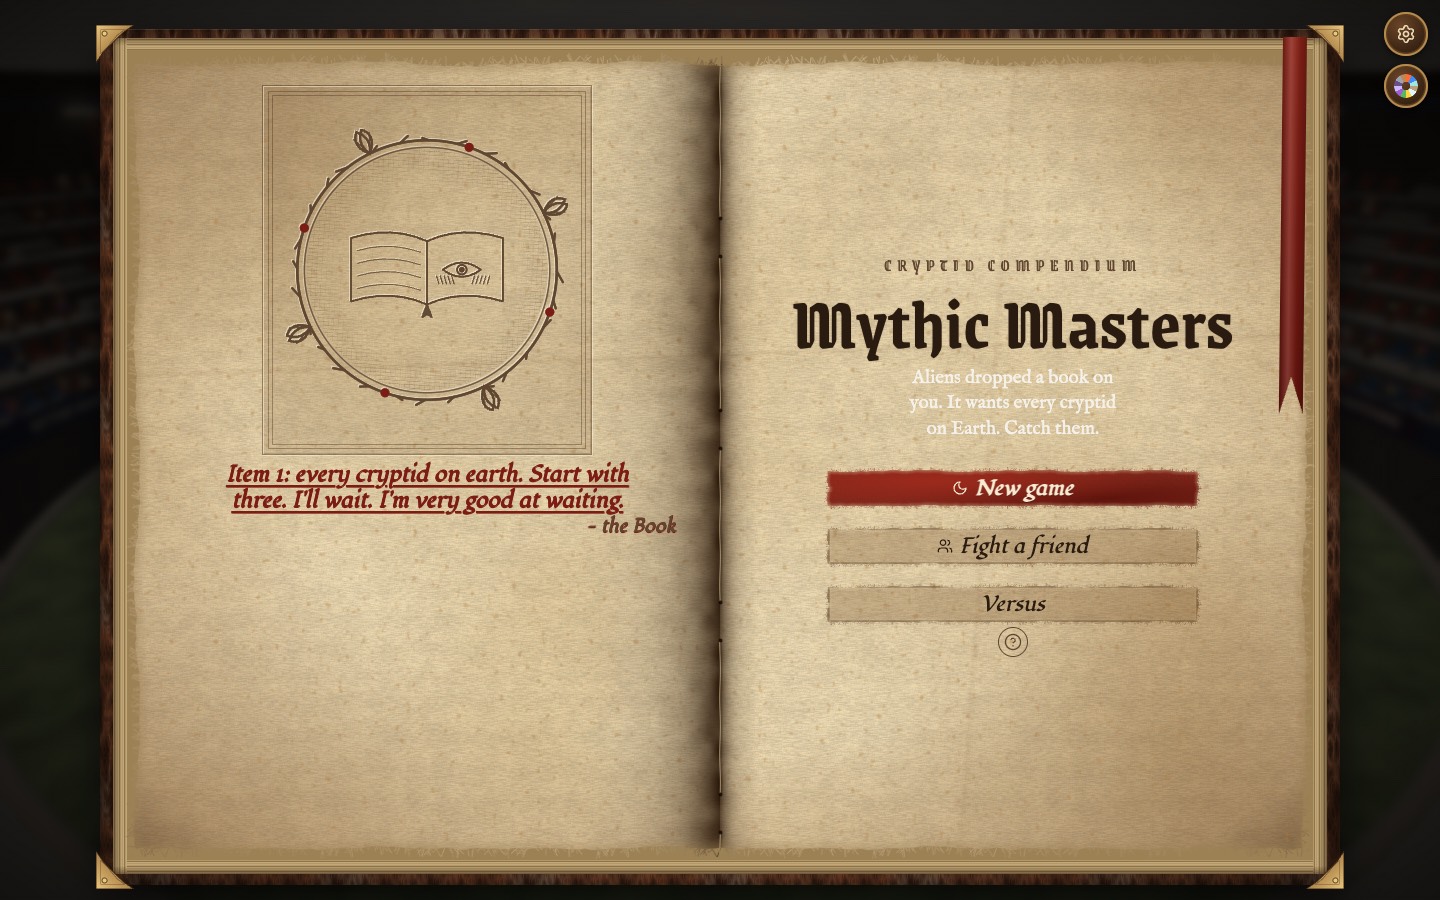 Item 1: every cryptid on earth. Start with
three. I'll wait. I'm very good at waiting.
- the Book
CRYPTID COMPENDIUM
Mythic Masters
Aliens dropped a book on
you. It wants every cryptid
on Earth. Catch them.
New game
Fight a friend
Versus
?